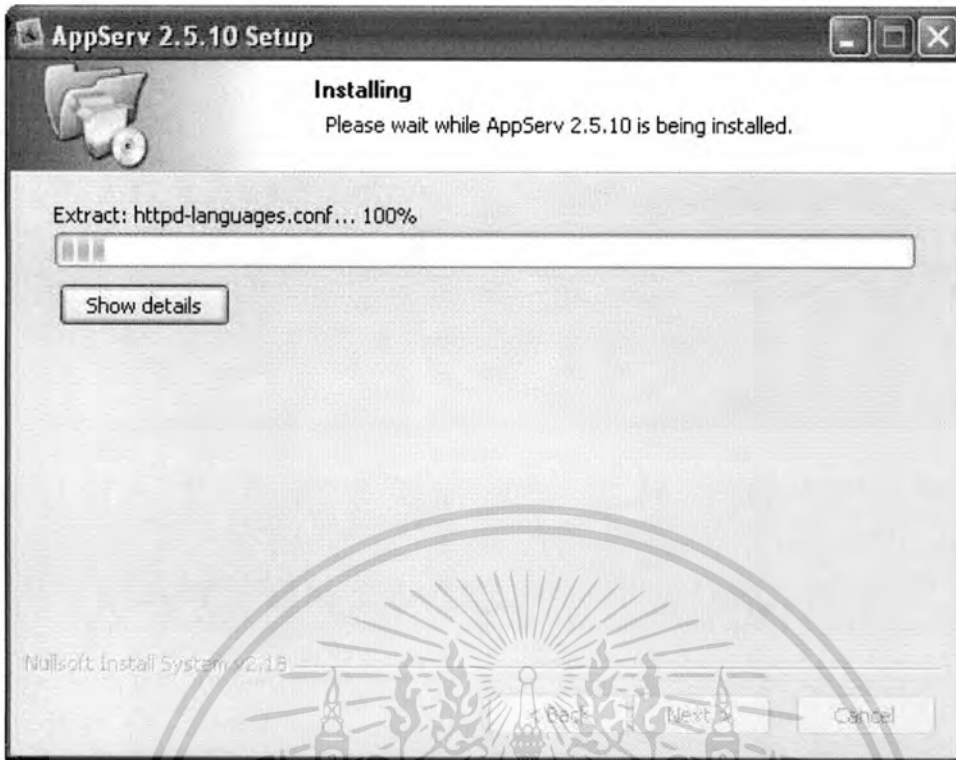 AppServ 2.5.10 Setup
Installing
Please wait while AppServ 2.5.10 is being installed.
Extract: httpd-languages.conf... 100%
Show details
Nullsoft Install System v2.18
< Back Next > Cancel